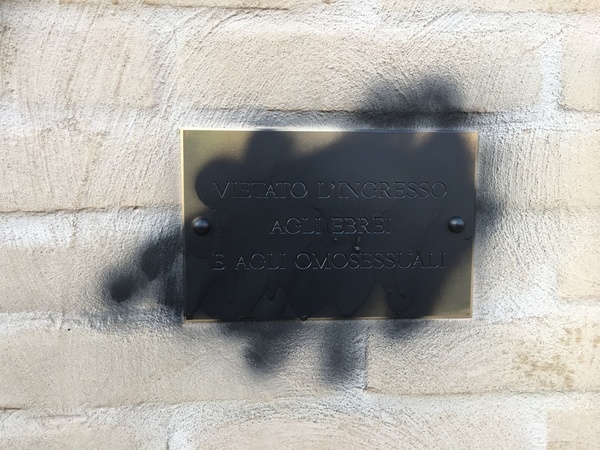 VIETATO L'INGRESSO
AGLI EBREI
E AGLI OMOSESSUALI